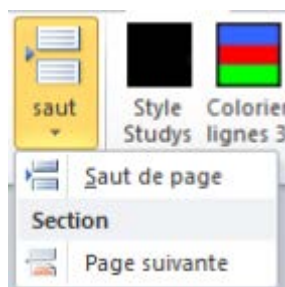 saut
Style Studys
Colorier lignes 3
Saut de page
Section
Page suivante